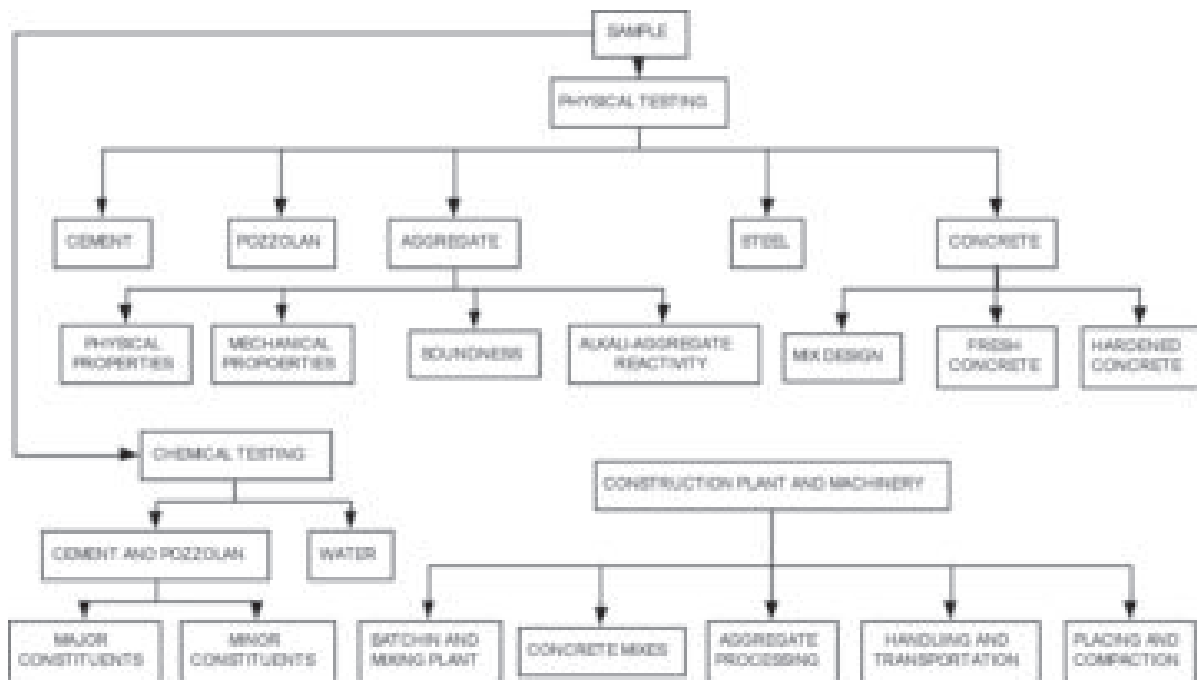 SAMPLE
PHYSICAL TESTING
CEMENT
POZZOLAN
AGGREGATE
STEEL
CONCRETE
PHYSICAL
PROPERTIES
MECHANICAL
PROPOERTIES
SOUNDNESS
ALKALI-AGGREGATE
REACTIVITY
MIX DESIGN
FRESH
CONCRETE
HARDENED
CONCRETE
CHEMICAL TESTING
CONSTRUCTION PLANT AND MACHINERY
CEMENT AND POZZOLAN
WATER
MAJOR
CONSTITUENTS
MINOR
CONSTITUENTS
BATCHIN AND
MIXING PLANT
CONCRETE MIXES
AGGREGATE
PROCESSING
HANDLING AND
TRANSPORTATION
PLACING AND
COMPACTION